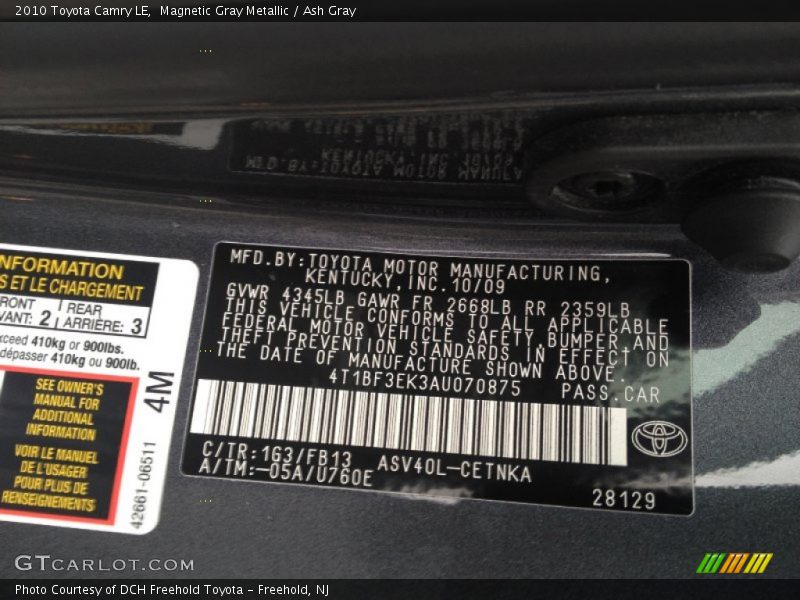 2010 Toyota Camry LE,  Magnetic Gray Metallic / Ash Gray
NFORMATION
S ET LE CHARGEMENT
FRONT 2 REAR 3
VANT: ARRIÈRE:
xceed 410kg or 900lbs.
dépasser 410kg ou 900lb.
SEE OWNER'S
MANUAL FOR
ADDITIONAL
INFORMATION
VOIR LE MANUEL
DE L'USAGER
POUR PLUS DE
RENSEIGNEMENTS
4M
42661-06511
MFD.BY:TOYOTA MOTOR MANUFACTURING,
KENTUCKY,INC.10/09
GVWR 4345LB GAWR FR 2668LB RR 2359LB
THIS VEHICLE CONFORMS TO ALL APPLICABLE
FEDERAL MOTOR VEHICLE SAFETY,BUMPER,AND
THEFT PREVENTION STANDARDS IN EFFECT ON
THE DATE OF MANUFACTURE SHOWN ABOVE.
4T1BF3EK3AU070875 PASS.CAR
C/TR:1G3/FB13 ASV40L-CETNKA
A/TM:-05A/U760E
28129
GTCARLOT.COM
Photo Courtesy of DCH Freehold Toyota - Freehold, NJ